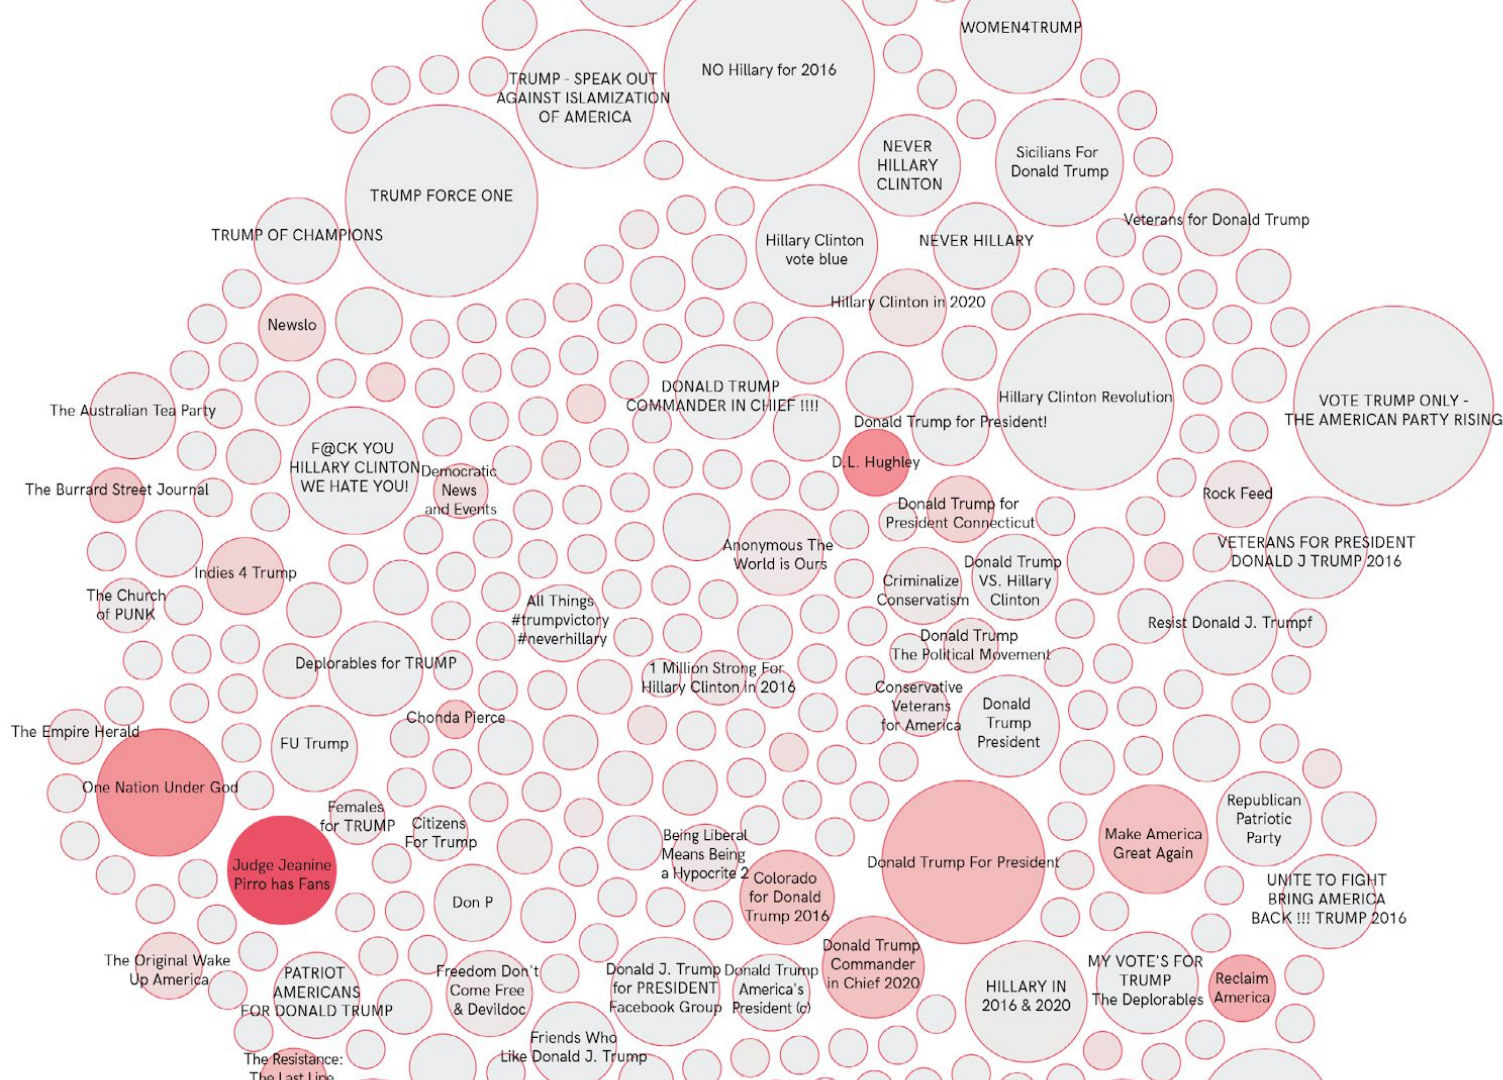 WOMEN4TRUMP
NO Hillary for 2016
TRUMP - SPEAK OUT
AGAINST ISLAMIZATION
OF AMERICA
NEVER
HILLARY
CLINTON
Sicilians For
Donald Trump
TRUMP FORCE ONE
TRUMP OF CHAMPIONS
Veterans for Donald Trump
Hillary Clinton
vote blue
NEVER HILLARY
Hillary Clinton in 2020
Newslo
DONALD TRUMP
COMMANDER IN CHIEF !!!!
Hillary Clinton Revolution
VOTE TRUMP ONLY -
THE AMERICAN PARTY RISING
The Australian Tea Party
Donald Trump for President!
F@CK YOU
HILLARY CLINTON
WE HATE YOU!
Democratic
News
and Events
D.L. Hughley
The Burrard Street Journal
Rock Feed
Donald Trump for
President Connecticut
Anonymous The
World is Ours
VETERANS FOR PRESIDENT
DONALD J TRUMP 2016
Indies 4 Trump
Criminalize
Conservatism
Donald Trump
VS. Hillary
Clinton
The Church
of PUNK
All Things
#trumpvictory
#neverhillary
Resist Donald J. Trumpf
Donald Trump
The Political Movement
Deplorables for TRUMP
1 Million Strong For
Hillary Clinton in 2016
Conservative
Veterans
for America
Donald
Trump
President
Chonda Pierce
The Empire Herald
FU Trump
One Nation Under God
Females
for TRUMP
Citizens
For Trump
Republican
Patriotic
Party
Being Liberal
Means Being
a Hypocrite 2
Make America
Great Again
Donald Trump For President
Judge Jeanine
Pirro has Fans
Colorado
for Donald
Trump 2016
UNITE TO FIGHT
BRING AMERICA
BACK !!! TRUMP 2016
Don P
Donald Trump
Commander
in Chief 2020
The Original Wake
Up America
PATRIOT
AMERICANS
FOR DONALD TRUMP
Freedom Don't
Come Free
& Devildoc
Donald J. Trump
for PRESIDENT
Facebook Group
Donald Trump
America's
President (c)
HILLARY IN
2016 & 2020
MY VOTE'S FOR
TRUMP
The Deplorables
Reclaim
America
Friends Who
Like Donald J. Trump
The Resistance:
The Last Line